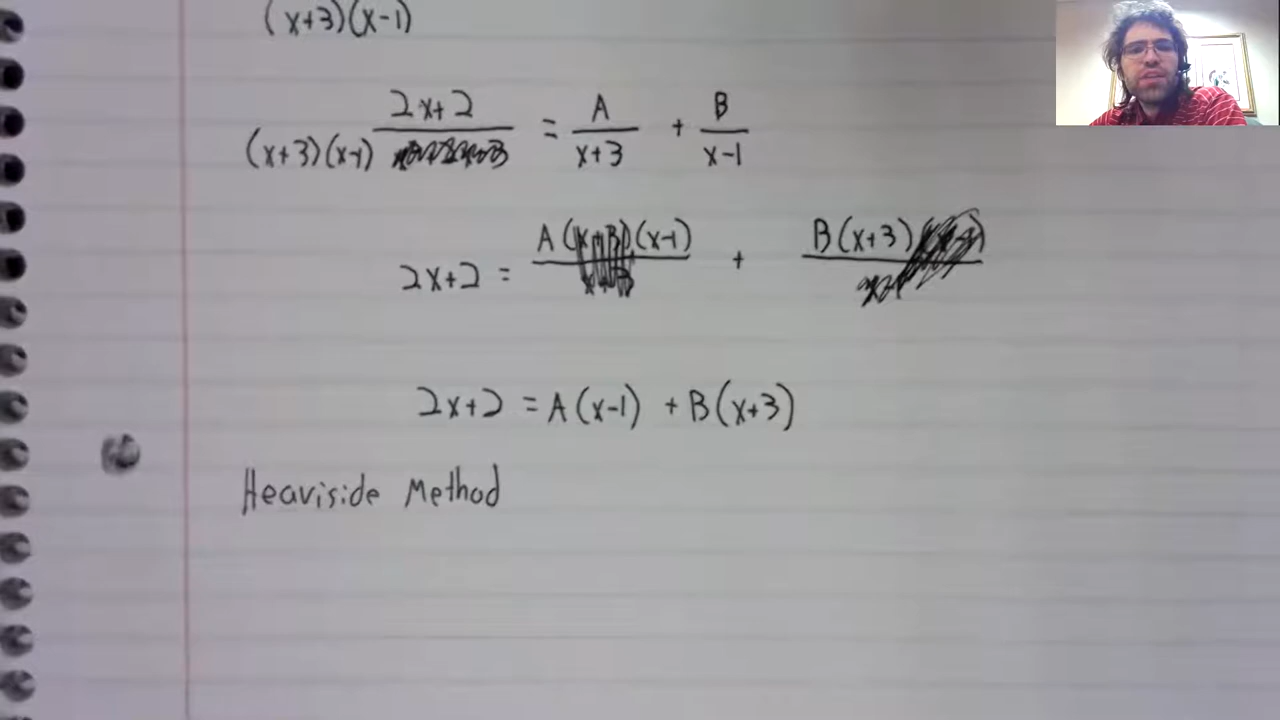 (x+3)(x-1)
(x+3)(x-1) 2x+2 = A/x+3 + B/x-1
2x+2 = A (x-1) + B(x+3)
2x+2 = A(x-1) + B(x+3)
Heaviside Method